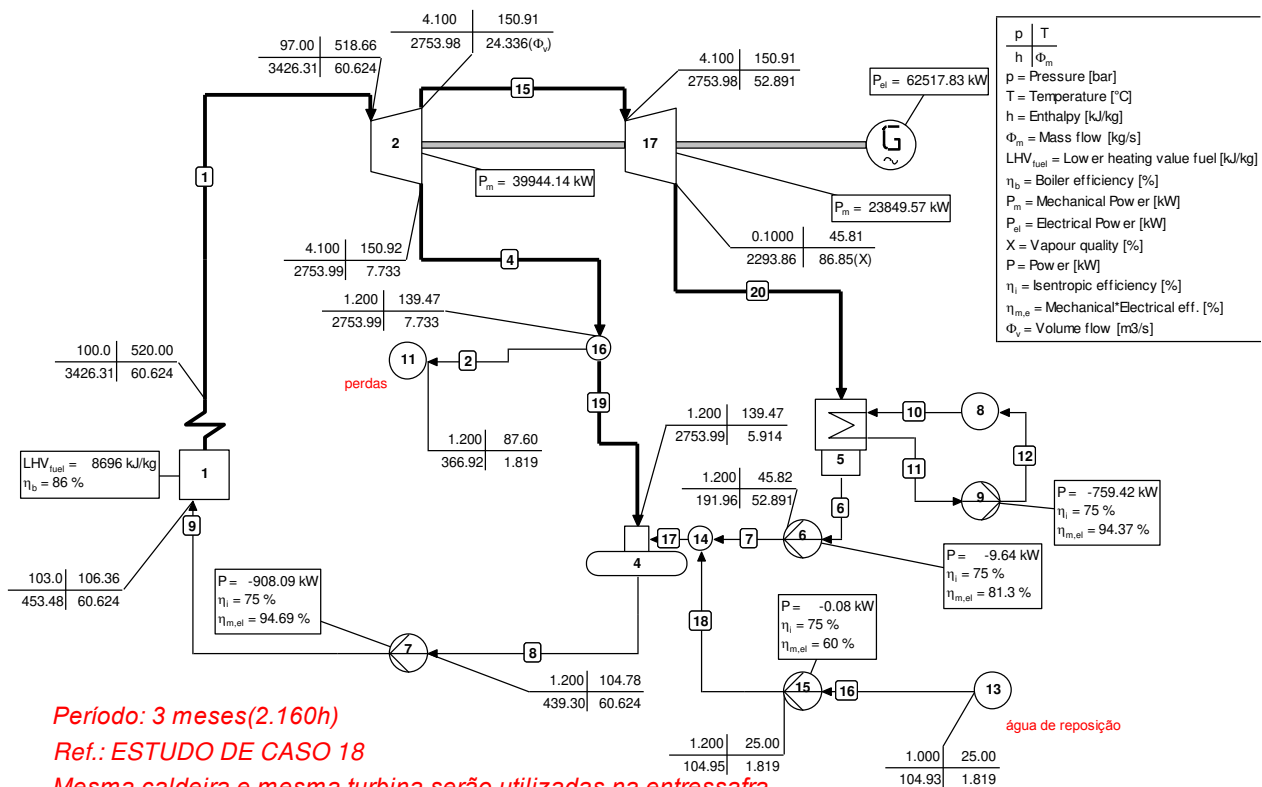 4.100 150.91
2753.98 24.336(Φv)
97.00 518.66
3426.31 60.624
4.100 150.91
2753.98 52.891
Pel = 62517.83 kW
p T
h Φm
p = Pressure [bar]
T = Temperature [°C]
h = Enthalpy [kJ/kg]
Φm = Mass flow [kg/s]
LHVfuel = Lower heating value fuel [kJ/kg]
ηb = Boiler efficiency [%]
Pm = Mechanical Power [kW]
Pel = Electrical Power [kW]
X = Vapour quality [%]
P = Power [kW]
ηi = Isentropic efficiency [%]
ηm,e = Mechanical*Electrical eff. [%]
Φv = Volume flow [m3/s]
15
2
17
G
~
1
Pm = 39944.14 kW
Pm = 23849.57 kW
4.100 150.92
2753.99 7.733
4
0.1000 45.81
2293.86 86.85(X)
20
1.200 139.47
2753.99 7.733
16
11
2
perdas
100.0 520.00
3426.31 60.624
19
1.200 87.60
366.92 1.819
1.200 139.47
2753.99 5.914
10
8
5
11
12
9
LHVfuel = 8696 kJ/kg
ηb = 86 %
1
9
1.200 45.82
191.96 52.891
6
P = -759.42 kW
ηi = 75 %
ηm,el = 94.37 %
17
14
7
6
4
P = -9.64 kW
ηi = 75 %
ηm,el = 81.3 %
103.0 106.36
453.48 60.624
P = -908.09 kW
ηi = 75 %
ηm,el = 94.69 %
P = -0.08 kW
ηi = 75 %
ηm,el = 60 %
18
7
8
15
16
13
1.200 104.78
439.30 60.624
água de reposição
1.200 25.00
104.95 1.819
1.000 25.00
104.93 1.819
Período: 3 meses(2.160h)
Ref.: ESTUDO DE CASO 18
Mesma caldeira e mesma turbina serão utilizadas na entressafra